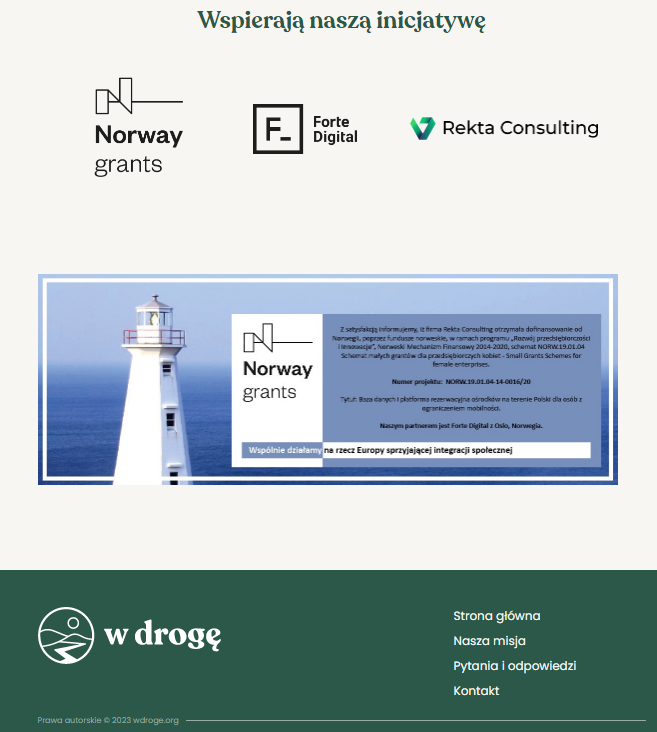 Wspierają naszą inicjatywę
Norway
grants
F_
Forte
Digital
Rekta Consulting
Norway
grants
Z satysfakcją informujemy, iż firma Rekta Consulting otrzymała dofinansowanie od
Norwegii, poprzez fundusze norweskie, w ramach programu „Rozwój przedsiębiorczości
i innowacje”, Norweski Mechanizm Finansowy 2014-2020, schemat NORW.19.01.04
Schemat małych grantów dla przedsiębiorczych kobiet - Small Grants Schemes for
female enterprises.
Numer projektu: NORW.19.01.04-14-0016/20
Tytuł: Baza danych i platforma rezerwacyjna ośrodków na terenie Polski dla osób z
ograniczeniem mobilności.
Naszym partnerem jest Forte Digital z Oslo, Norwegia.
Wspólnie działamy na rzecz Europy sprzyjającej integracji społecznej
w drogę
Strona główna
Nasza misja
Pytania i odpowiedzi
Kontakt
Prawa autorskie © 2023 wdroge.org